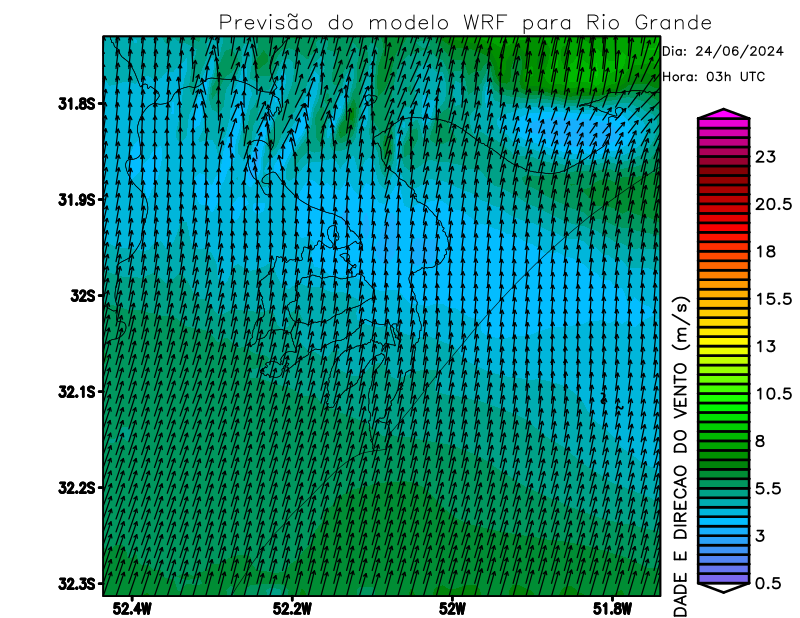 Previsão do modelo WRF para Rio Grande
Dia: 24/06/2024
Hora: 03h UTC
31.8S
31.9S
32S
32.1S
32.2S
32.3S
52.4W
52.2W
52W
51.8W
DADE E DIRECAO DO VENTO (m/s)
23
20.5
18
15.5
13
10.5
8
5.5
3
0.5